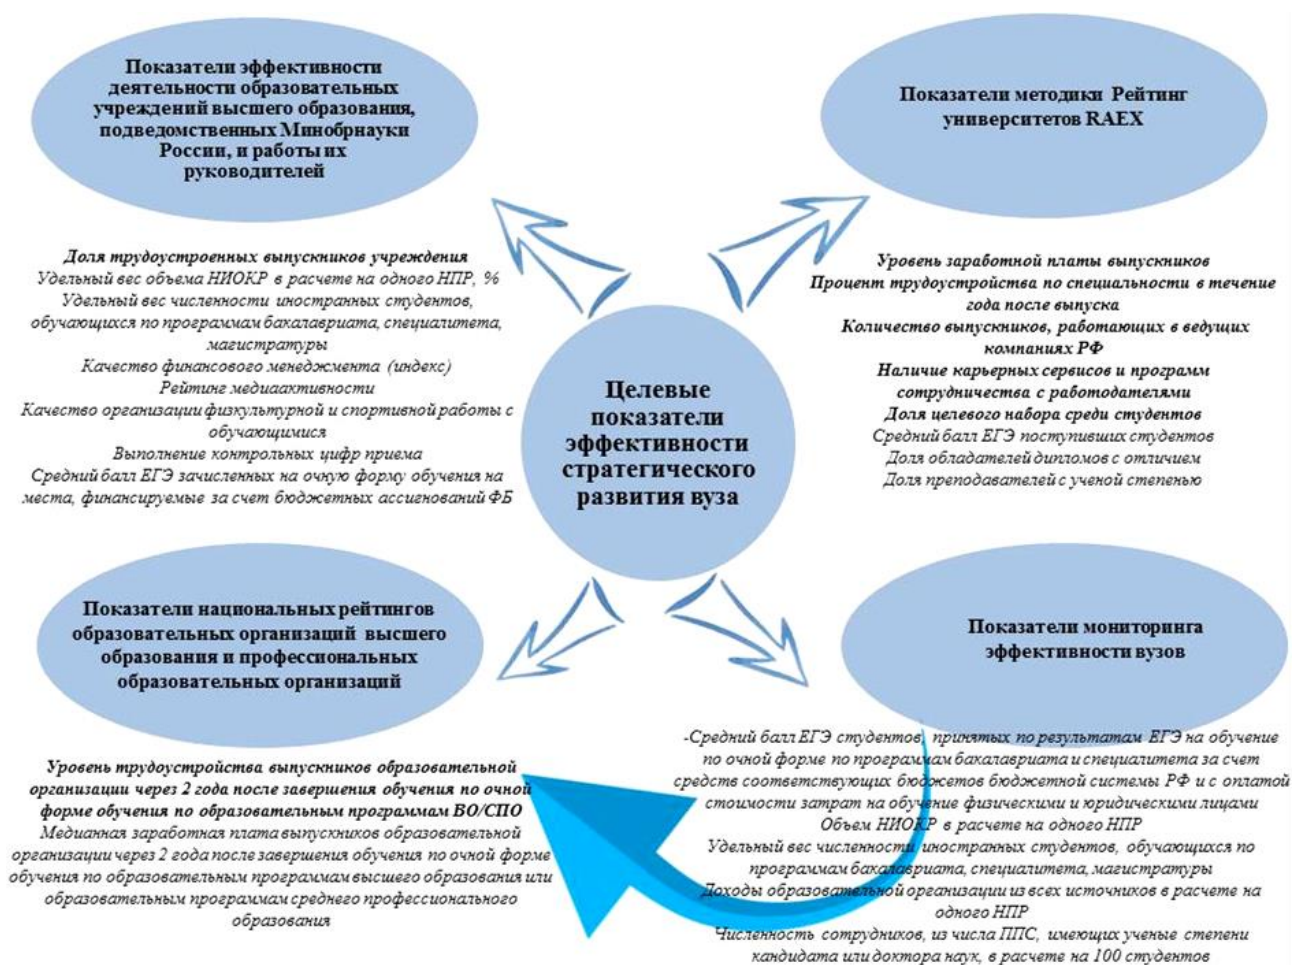 Показатели эффективности
деятельности образовательных
учреждений высшего образования,
подведомственных Минобрнауки
России, и работы их
руководителей
Доля трудоустроенных выпускников учреждения
Удельный вес объема НИОКР в расчете на одного НПР, %
Удельный вес численности иностранных студентов,
обучающихся по программам бакалавриата, специалитета,
магистратуры
Качество финансового менеджмента (индекс)
Рейтинг медиаактивности
Качество организации физкультурной и спортивной работы с
обучающимися
Выполнение контрольных цифр приема
Средний балл ЕГЭ зачисленных на очную форму обучения на
места, финансируемые за счет бюджетных ассигнований ФБ
Показатели методики Рейтинг
университетов RAEX
Уровень заработной платы выпускников
Процент трудоустройства по специальности в течение
года после выпуска
Количество выпускников, работающих в ведущих
компаниях РФ
Наличие карьерных сервисов и программ
сотрудничества с работодателями
Доля целевого набора среди студентов
Средний балл ЕГЭ поступивших студентов
Доля обладателей дипломов с отличием
Доля преподавателей с ученой степенью
Целевые
показатели
эффективности
стратегического
развития вуза
Показатели национальных рейтингов
образовательных организаций высшего
образования и профессиональных
образовательных организаций
Уровень трудоустройства выпускников образовательной
организации через 2 года после завершения обучения по очной
форме обучения по образовательным программам ВО/СПО
Медианная заработная плата выпускников образовательной
организации через 2 года после завершения обучения по очной форме
обучения по образовательным программам высшего образования или
образовательным программам среднего профессионального
образования
Показатели мониторинга
эффективности вузов
-Средний балл ЕГЭ студентов, принятых по результатам ЕГЭ на обучение
по очной форме по программам бакалавриата и специалитета за счет
средств соответствующих бюджетов бюджетной системы РФ и с оплатой
стоимости затрат на обучение физическими и юридическими лицами
Объем НИОКР в расчете на одного НПР
Удельный вес численности иностранных студентов, обучающихся по
программам бакалавриата, специалитета, магистратуры
Доходы образовательной организации из всех источников в расчете на
одного НПР
Численность сотрудников, из числа ППС, имеющих ученые степени
кандидата или доктора наук, в расчете на 100 студентов